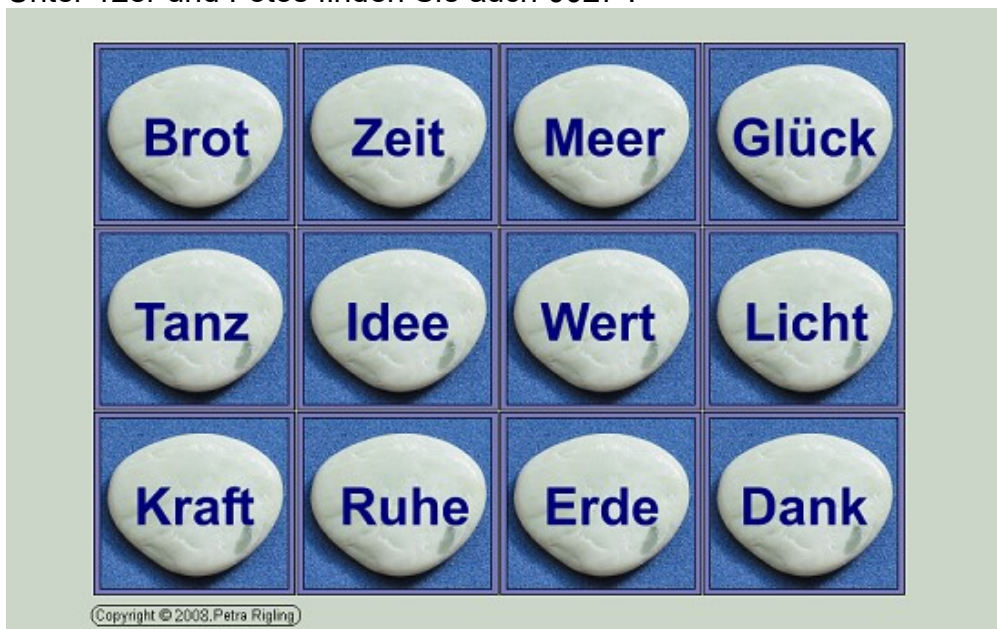 Brot Zeit Meer Glück
Tanz Idee Wert Licht
Kraft Ruhe Erde Dank
Copyright © 2008.Petra Rigling